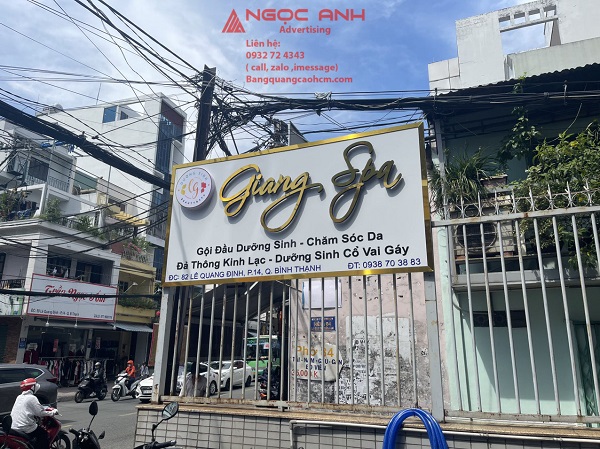 NGỌC ANH
Advertising
Liên hệ:
0932 72 4343
( call, zalo ,imessage)
Bangquangcaohcm.com
Giang Spa
Gội Đầu Dưỡng Sinh - Chăm Sóc Da
Đả Thông Kinh Lạc - Dưỡng Sinh Cổ Vai Gáy
ĐC: 82 LÊ QUANG ĐỊNH, P.14, Q. BÌNH THẠNH
ĐT: 0938 70 38 83